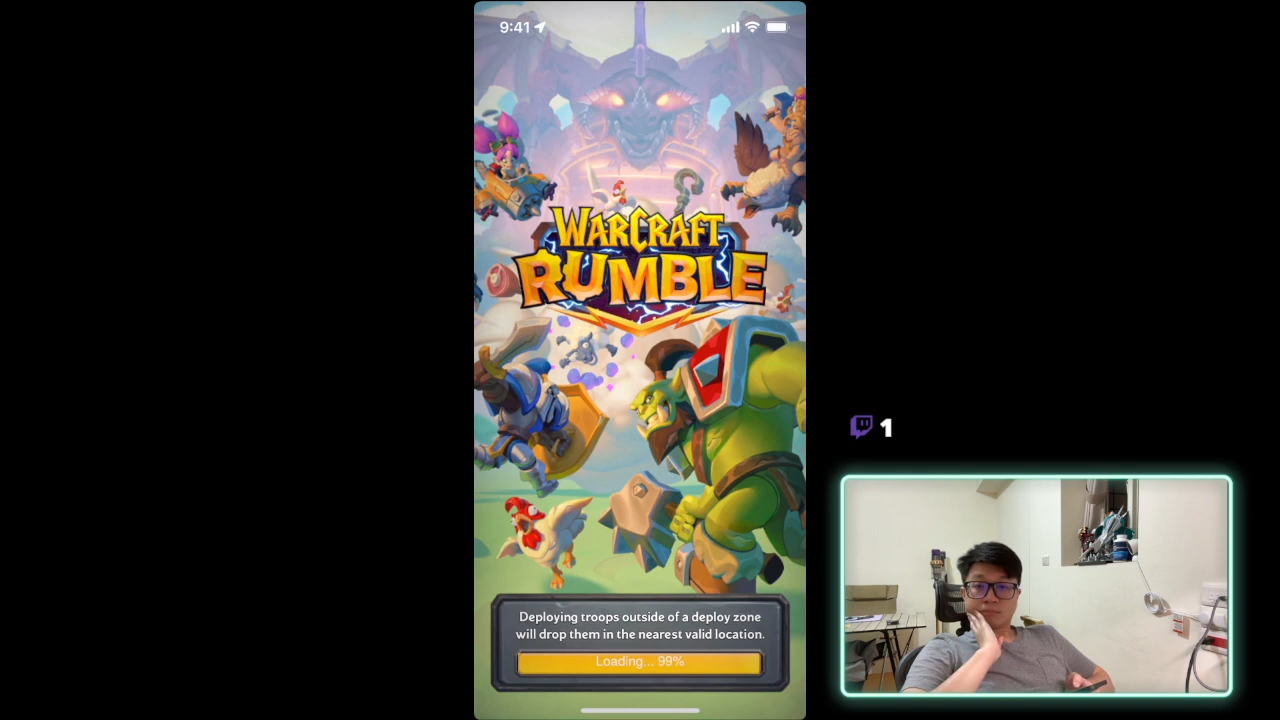 9:41
WARCRAFT
RUMBLE
1
Deploying troops outside of a deploy zone
will drop them in the nearest valid location.
Loading... 99%